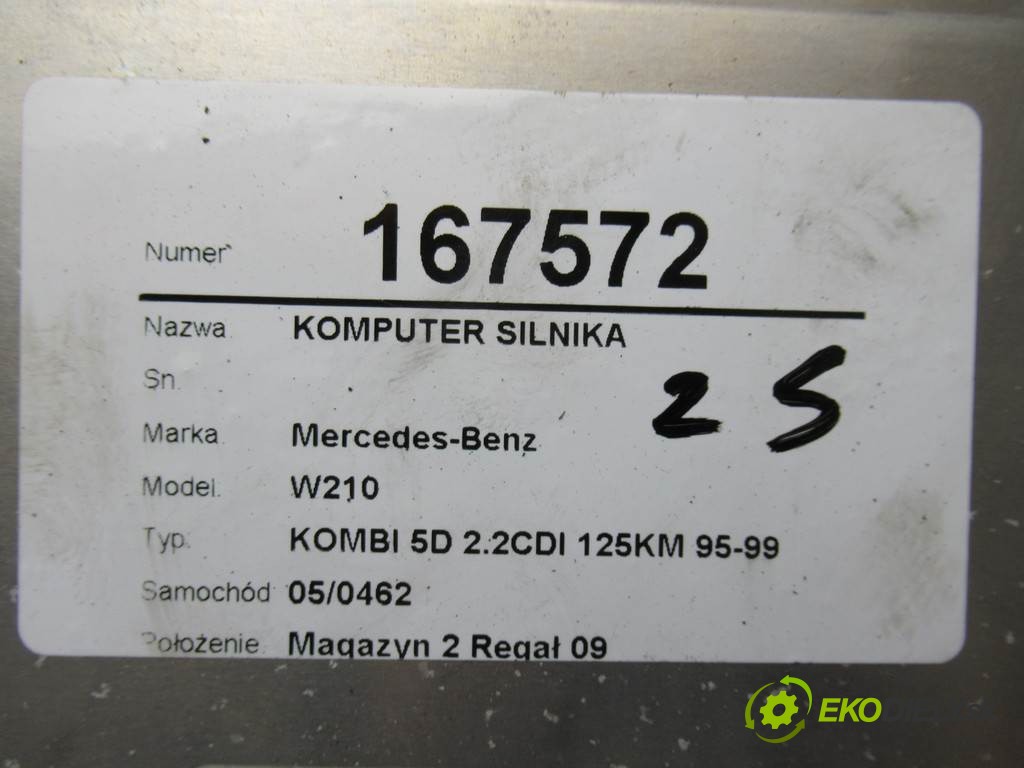 Numer 167572
Nazwa KOMPUTER SILNIKA
Sn.
2 S
Marka Mercedes-Benz
Model. W210
Typ. KOMBI 5D 2.2CDI 125KM 95-99
Samochód 05/0462
Położenie. Magazyn 2 Regał 09
EKO